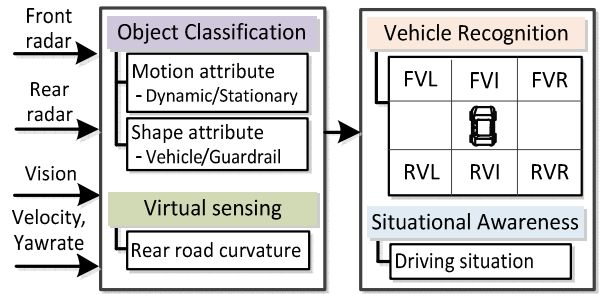 Front
radar
Rear
radar
Vision
Velocity,
Yawrate
Object Classification
Motion attribute
- Dynamic/Stationary
Shape attribute
- Vehicle/Guardrail
Virtual sensing
Rear road curvature
Vehicle Recognition
FVL FVI FVR
RVL RVI RVR
Situational Awareness
Driving situation